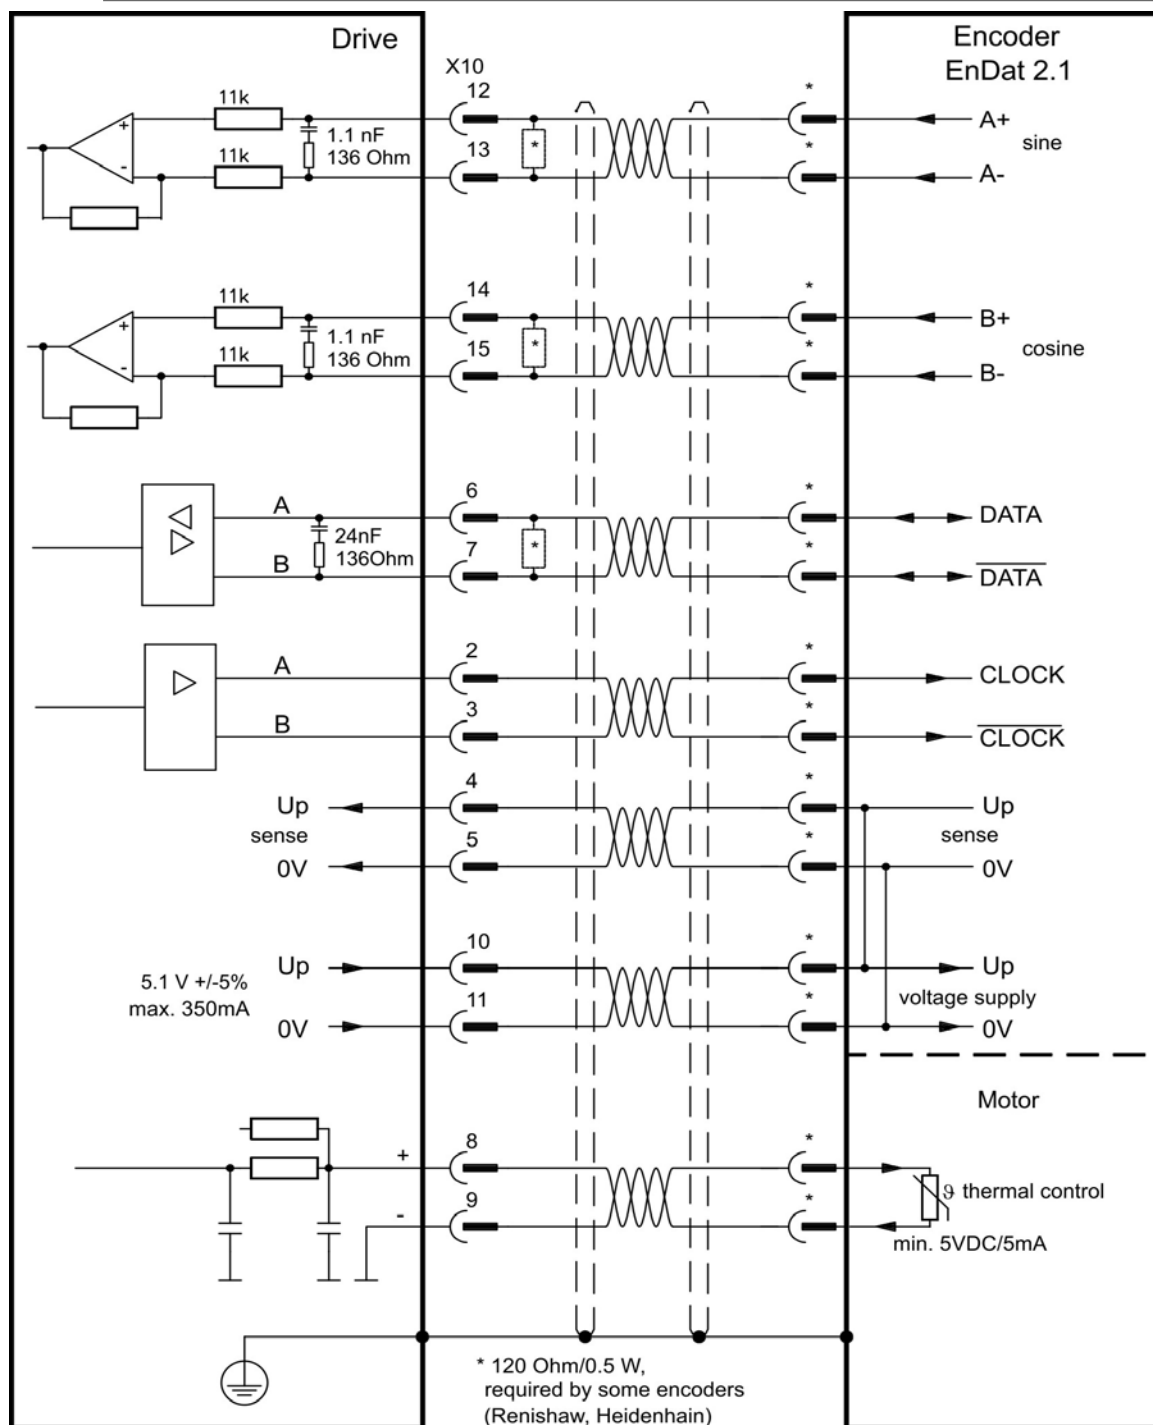 Drive
Encoder
EnDat 2.1
X10
11k
12
*
A+
+
1.1 nF
*
sine
11k
136 Ohm
13
*
-
A-
11k
14
*
B+
+
1.1 nF
*
cosine
11k
136 Ohm
15
*
-
B-
A
6
*
DATA
24nF
*
B
136Ohm
7
*
DATA
A
2
*
CLOCK
B
3
*
CLOCK
Up
4
*
Up
sense
sense
0V
5
*
0V
Up
10
*
Up
5.1 V +/-5%
max. 350mA
voltage supply
0V
11
*
0V
Motor
+
8
*
ϑ thermal control
-
9
*
min. 5VDC/5mA
* 120 Ohm/0.5 W,
required by some encoders
(Renishaw, Heidenhain)